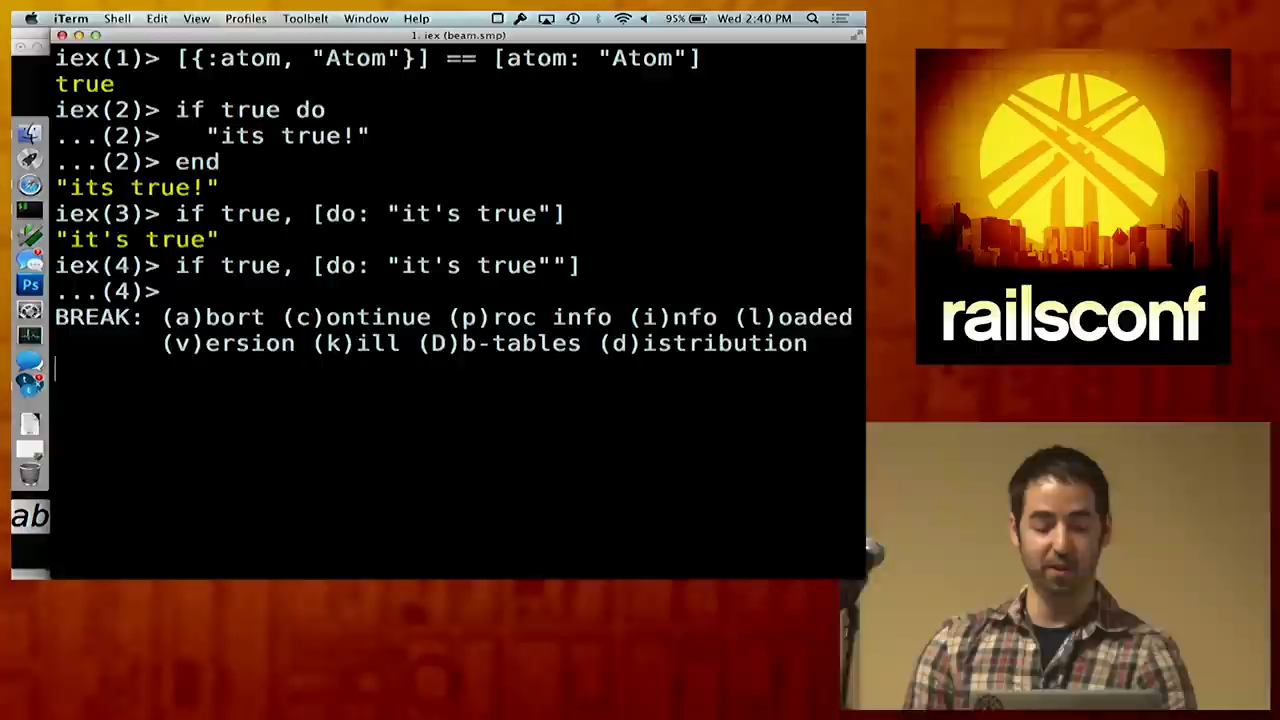 iTerm Shell Edit View Profiles Toolbelt Window Help 95% Wed 2:40 PM
1. iex (beam.smp)
iex(1)> [{:atom, "Atom"}] == [atom: "Atom"]
true
iex(2)> if true do
...(2)>   "its true!"
...(2)> end
"its true!"
iex(3)> if true, [do: "it's true"]
"it's true"
iex(4)> if true, [do: "it's true""]
...(4)>
BREAK: (a)bort (c)ontinue (p)roc info (i)nfo (l)oaded
       (v)ersion (k)ill (D)b-tables (d)istribution
Ps
ab
railsconf